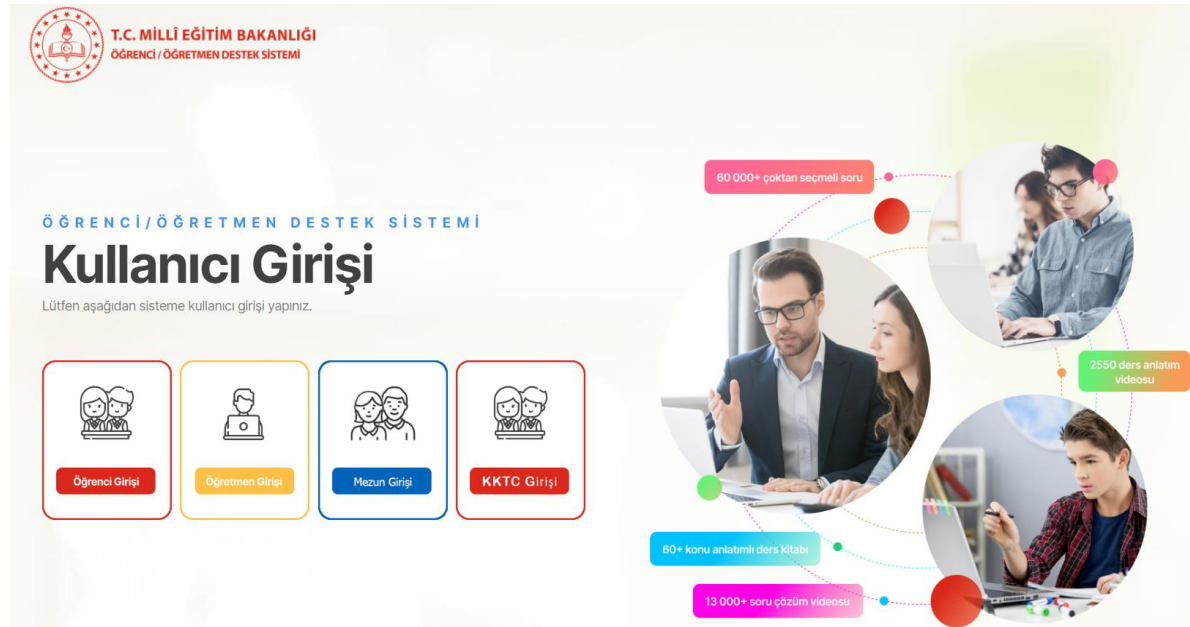 T.C. MİLLÎ EĞİTİM BAKANLIĞI
ÖĞRENCİ / ÖĞRETMEN DESTEK SİSTEMİ
ÖĞRENCİ/ÖĞRETMEN DESTEK SİSTEMİ
Kullanıcı Girişi
Lütfen aşağıdan sisteme kullanıcı girişi yapınız.
Öğrenci Girişi
Öğretmen Girişi
Mezun Girişi
KKTC Girişi
60 000+ çoktan seçmeli soru
2550 ders anlatım
videosu
60+ konu anlatımlı ders kitabı
13 000+ soru çözüm videosu